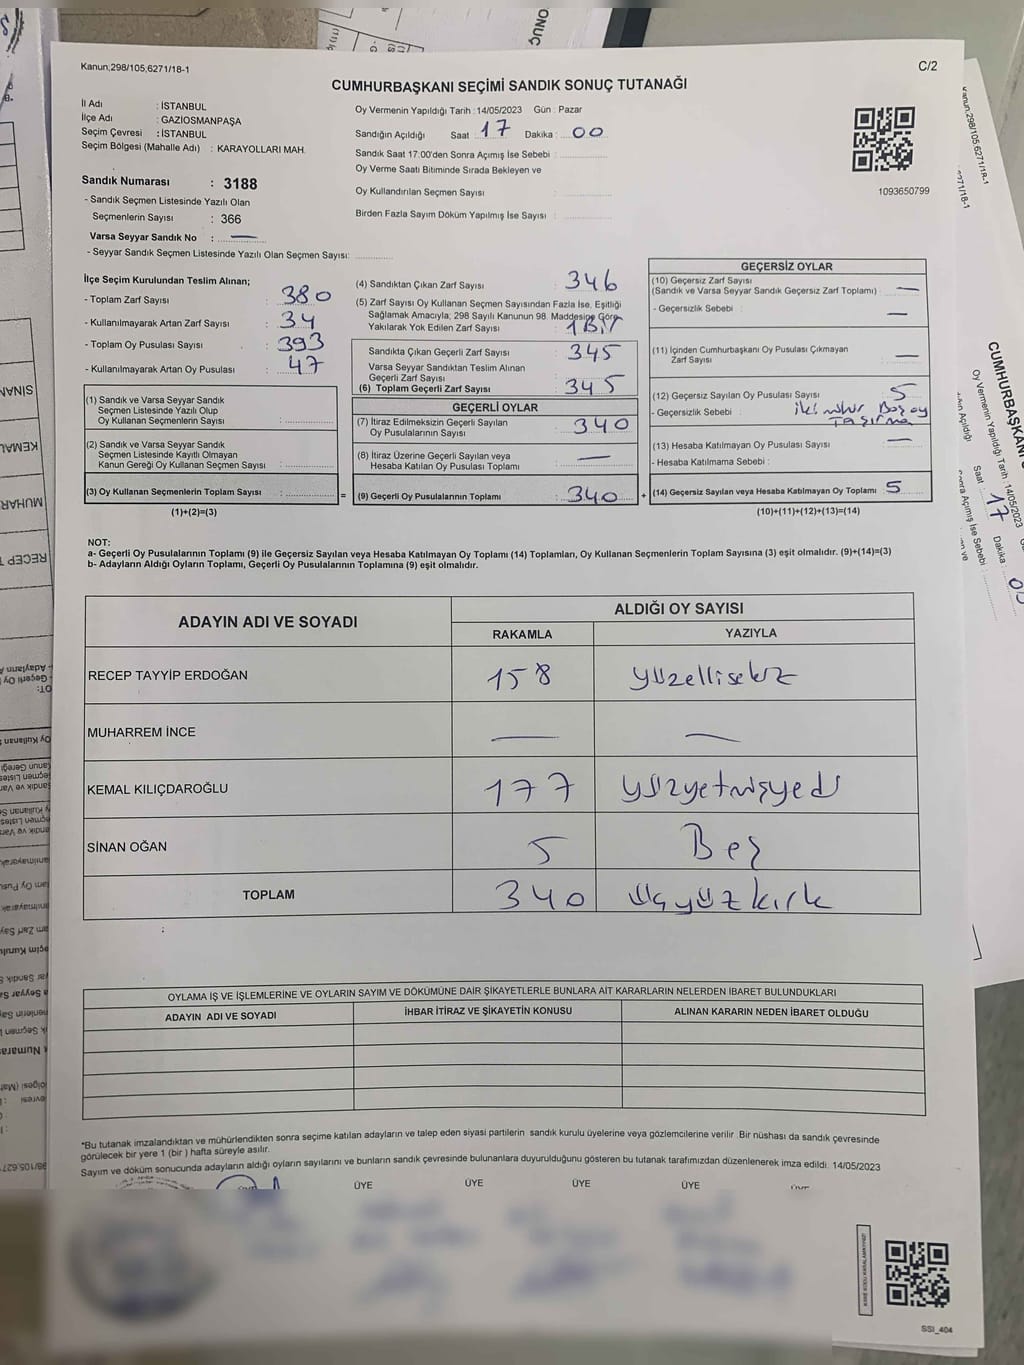 Kanun;298/105,6271/18-1
C/2
CUMHURBAŞKANI SEÇİMİ SANDIK SONUÇ TUTANAĞI
İl Adı : İSTANBUL
İlçe Adı : GAZİOSMANPAŞA
Seçim Çevresi : İSTANBUL
Seçim Bölgesi (Mahalle Adı) : KARAYOLLARI MAH.
Sandık Numarası : 3188
- Sandık Seçmen Listesinde Yazılı Olan
Seçmenlerin Sayısı : 366
Varsa Seyyar Sandık No : —
- Seyyar Sandık Seçmen Listesinde Yazılı Olan Seçmen Sayısı:
Oy Vermenin Yapıldığı Tarih : 14/05/2023 Gün : Pazar
Sandığın Açıldığı Saat 17 Dakika : 00
Sandık Saat 17.00'den Sonra Açımış İse Sebebi :
Oy Verme Saati Bitiminde Sırada Bekleyen ve
Oy Kullandırılan Seçmen Sayısı :
Birden Fazla Sayım Döküm Yapılmış İse Sayısı :
1093650799
İlçe Seçim Kurulundan Teslim Alınan;
- Toplam Zarf Sayısı : 380
- Kullanılmayarak Artan Zarf Sayısı : 34
- Toplam Oy Pusulası Sayısı : 393
- Kullanılmayarak Artan Oy Pusulası : 47
(1) Sandık ve Varsa Seyyar Sandık
Seçmen Listesinde Yazılı Olup
Oy Kullanan Seçmenlerin Sayısı :
(2) Sandık ve Varsa Seyyar Sandık
Seçmen Listesinde Kayıtlı Olmayan
Kanun Gereği Oy Kullanan Seçmen Sayısı :
(3) Oy Kullanan Seçmenlerin Toplam Sayısı : =
(1)+(2)=(3)
(4) Sandıktan Çıkan Zarf Sayısı : 346
(5) Zarf Sayısı Oy Kullanan Seçmen Sayısından Fazla İse, Eşitliği
Sağlamak Amacıyla; 298 Sayılı Kanunun 98. Maddesine Göre
Yakılarak Yok Edilen Zarf Sayısı : 1 Bir
Sandıkta Çıkan Geçerli Zarf Sayısı : 345
Varsa Seyyar Sandıktan Teslim Alınan
Geçerli Zarf Sayısı :
(6) Toplam Geçerli Zarf Sayısı : 345
GEÇERLİ OYLAR
(7) İtiraz Edilmeksizin Geçerli Sayılan
Oy Pusulalarının Sayısı : 340
(8) İtiraz Üzerine Geçerli Sayılan veya
Hesaba Katılan Oy Pusulası Toplamı : —
(9) Geçerli Oy Pusulalarının Toplamı : 340 +
GEÇERSİZ OYLAR
(10) Geçersiz Zarf Sayısı
(Sandık ve Varsa Seyyar Sandık Geçersiz Zarf Toplamı) : —
- Geçersizlik Sebebi : —
(11) İçinden Cumhurbaşkanı Oy Pusulası Çıkmayan
Zarf Sayısı : —
(12) Geçersiz Sayılan Oy Pusulası Sayısı : 5
- Geçersizlik Sebebi : iki mühür Boş oy
Taşırma
(13) Hesaba Katılmayan Oy Pusulası Sayısı : —
- Hesaba Katılmama Sebebi :
(14) Geçersiz Sayılan veya Hesaba Katılmayan Oy Toplamı : 5
(10)+(11)+(12)+(13)=(14)
NOT:
a- Geçerli Oy Pusulalarının Toplamı (9) ile Geçersiz Sayılan veya Hesaba Katılmayan Oy Toplamı (14) Toplamları, Oy Kullanan Seçmenlerin Toplam Sayısına (3) eşit olmalıdır. (9)+(14)=(3)
b- Adayların Aldığı Oyların Toplamı, Geçerli Oy Pusulalarının Toplamına (9) eşit olmalıdır.
ADAYIN ADI VE SOYADI
ALDIĞI OY SAYISI
RAKAMLA YAZIYLA
RECEP TAYYİP ERDOĞAN 158 yüzellisekiz
MUHARREM İNCE — —
KEMAL KILIÇDAROĞLU 177 yüzyetmişyedi
SİNAN OĞAN 5 Beş
TOPLAM 340 Üçyüzkırk
OYLAMA İŞ VE İŞLEMLERİNE VE OYLARIN SAYIM VE DÖKÜMÜNE DAİR ŞİKAYETLERLE BUNLARA AİT KARARLARIN NELERDEN İBARET BULUNDUKLARI
ADAYIN ADI VE SOYADI İHBAR İTİRAZ VE ŞİKAYETİN KONUSU ALINAN KARARIN NEDEN İBARET OLDUĞU
*Bu tutanak imzalandıktan ve mühürlendikten sonra seçime katılan adayların ve talep eden siyasi partilerin sandık kurulu üyelerine veya gözlemcilerine verilir. Bir nüshası da sandık çevresinde
görülecek bir yere 1 (bir ) hafta süreyle asılır.
Sayım ve döküm sonucunda adayların aldığı oyların sayılarını ve bunların sandık çevresinde bulunanlara duyurulduğunu gösteren bu tutanak tarafımızdan düzenlenerek imza edildi. 14/05/2023
ÜYE ÜYE ÜYE ÜYE
SSI_404